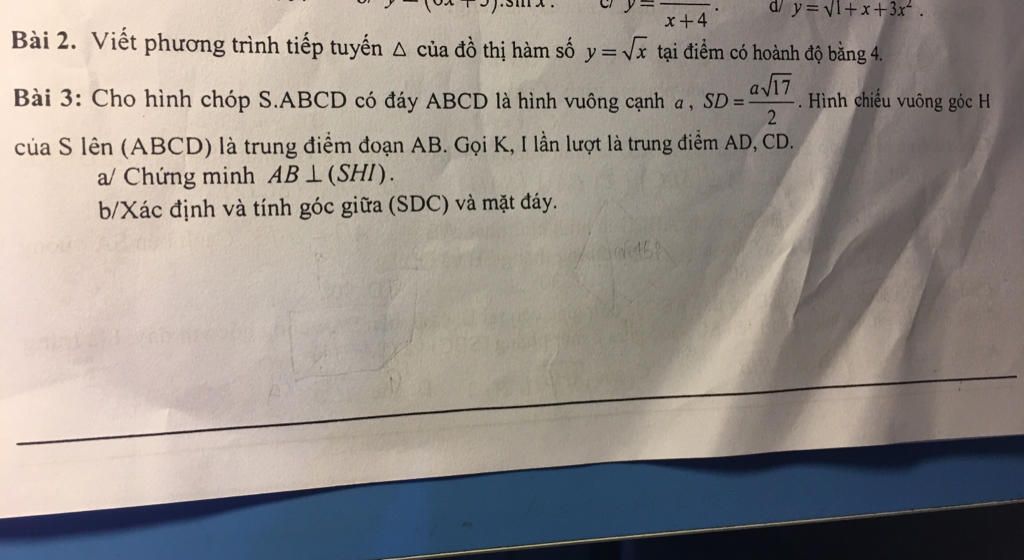 c/ y = / x + 4 . d/ y = √1 + x + 3x² .
Bài 2. Viết phương trình tiếp tuyến Δ của đồ thị hàm số y = √x tại điểm có hoành độ bằng 4.
Bài 3: Cho hình chóp S.ABCD có đáy ABCD là hình vuông cạnh a , SD = a√17/2 . Hình chiếu vuông góc H
của S lên (ABCD) là trung điểm đoạn AB. Gọi K, I lần lượt là trung điểm AD, CD.
a/ Chứng minh AB ⊥ (SHI).
b/Xác định và tính góc giữa (SDC) và mặt đáy.